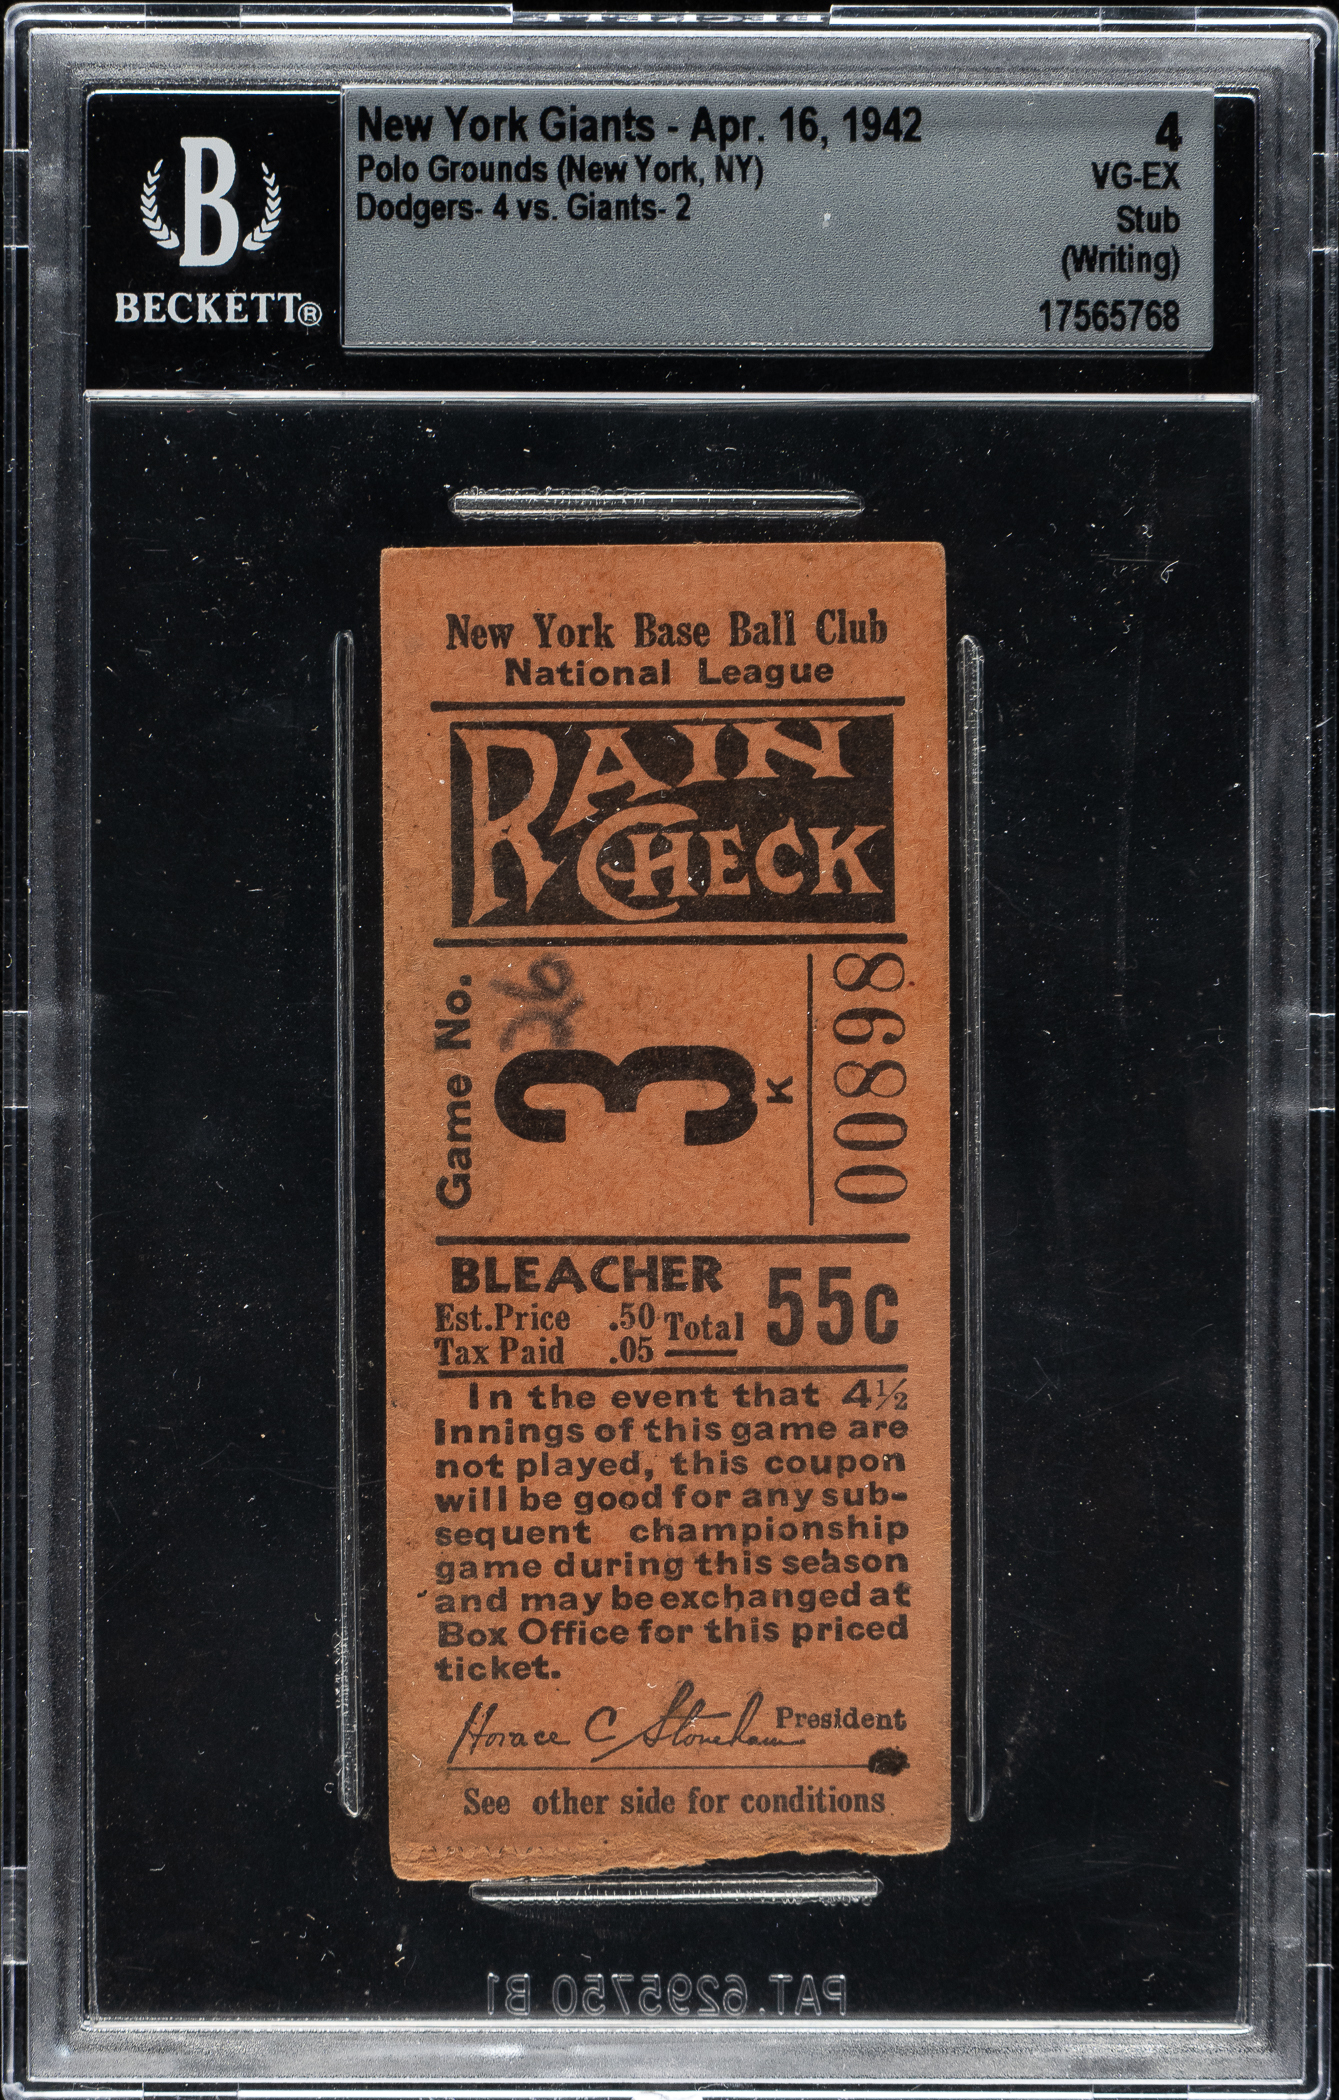 B
BECKETT®
New York Giants - Apr. 16, 1942
Polo Grounds (New York, NY)
Dodgers- 4 vs. Giants- 2
4
VG-EX
Stub
(Writing)
17565768
New York Base Ball Club
National League
RAIN
CHECK
Game No.
26
3
K
00898
BLEACHER
Est.Price .50
Tax Paid .05
Total
55c
In the event that 4½
Innings of this game are
not played, this coupon
will be good for any sub-
sequent championship
game during this season
and may be exchanged at
Box Office for this priced
ticket.
Horace C Stoneham President
See other side for conditions
PAT. 6295750 B1